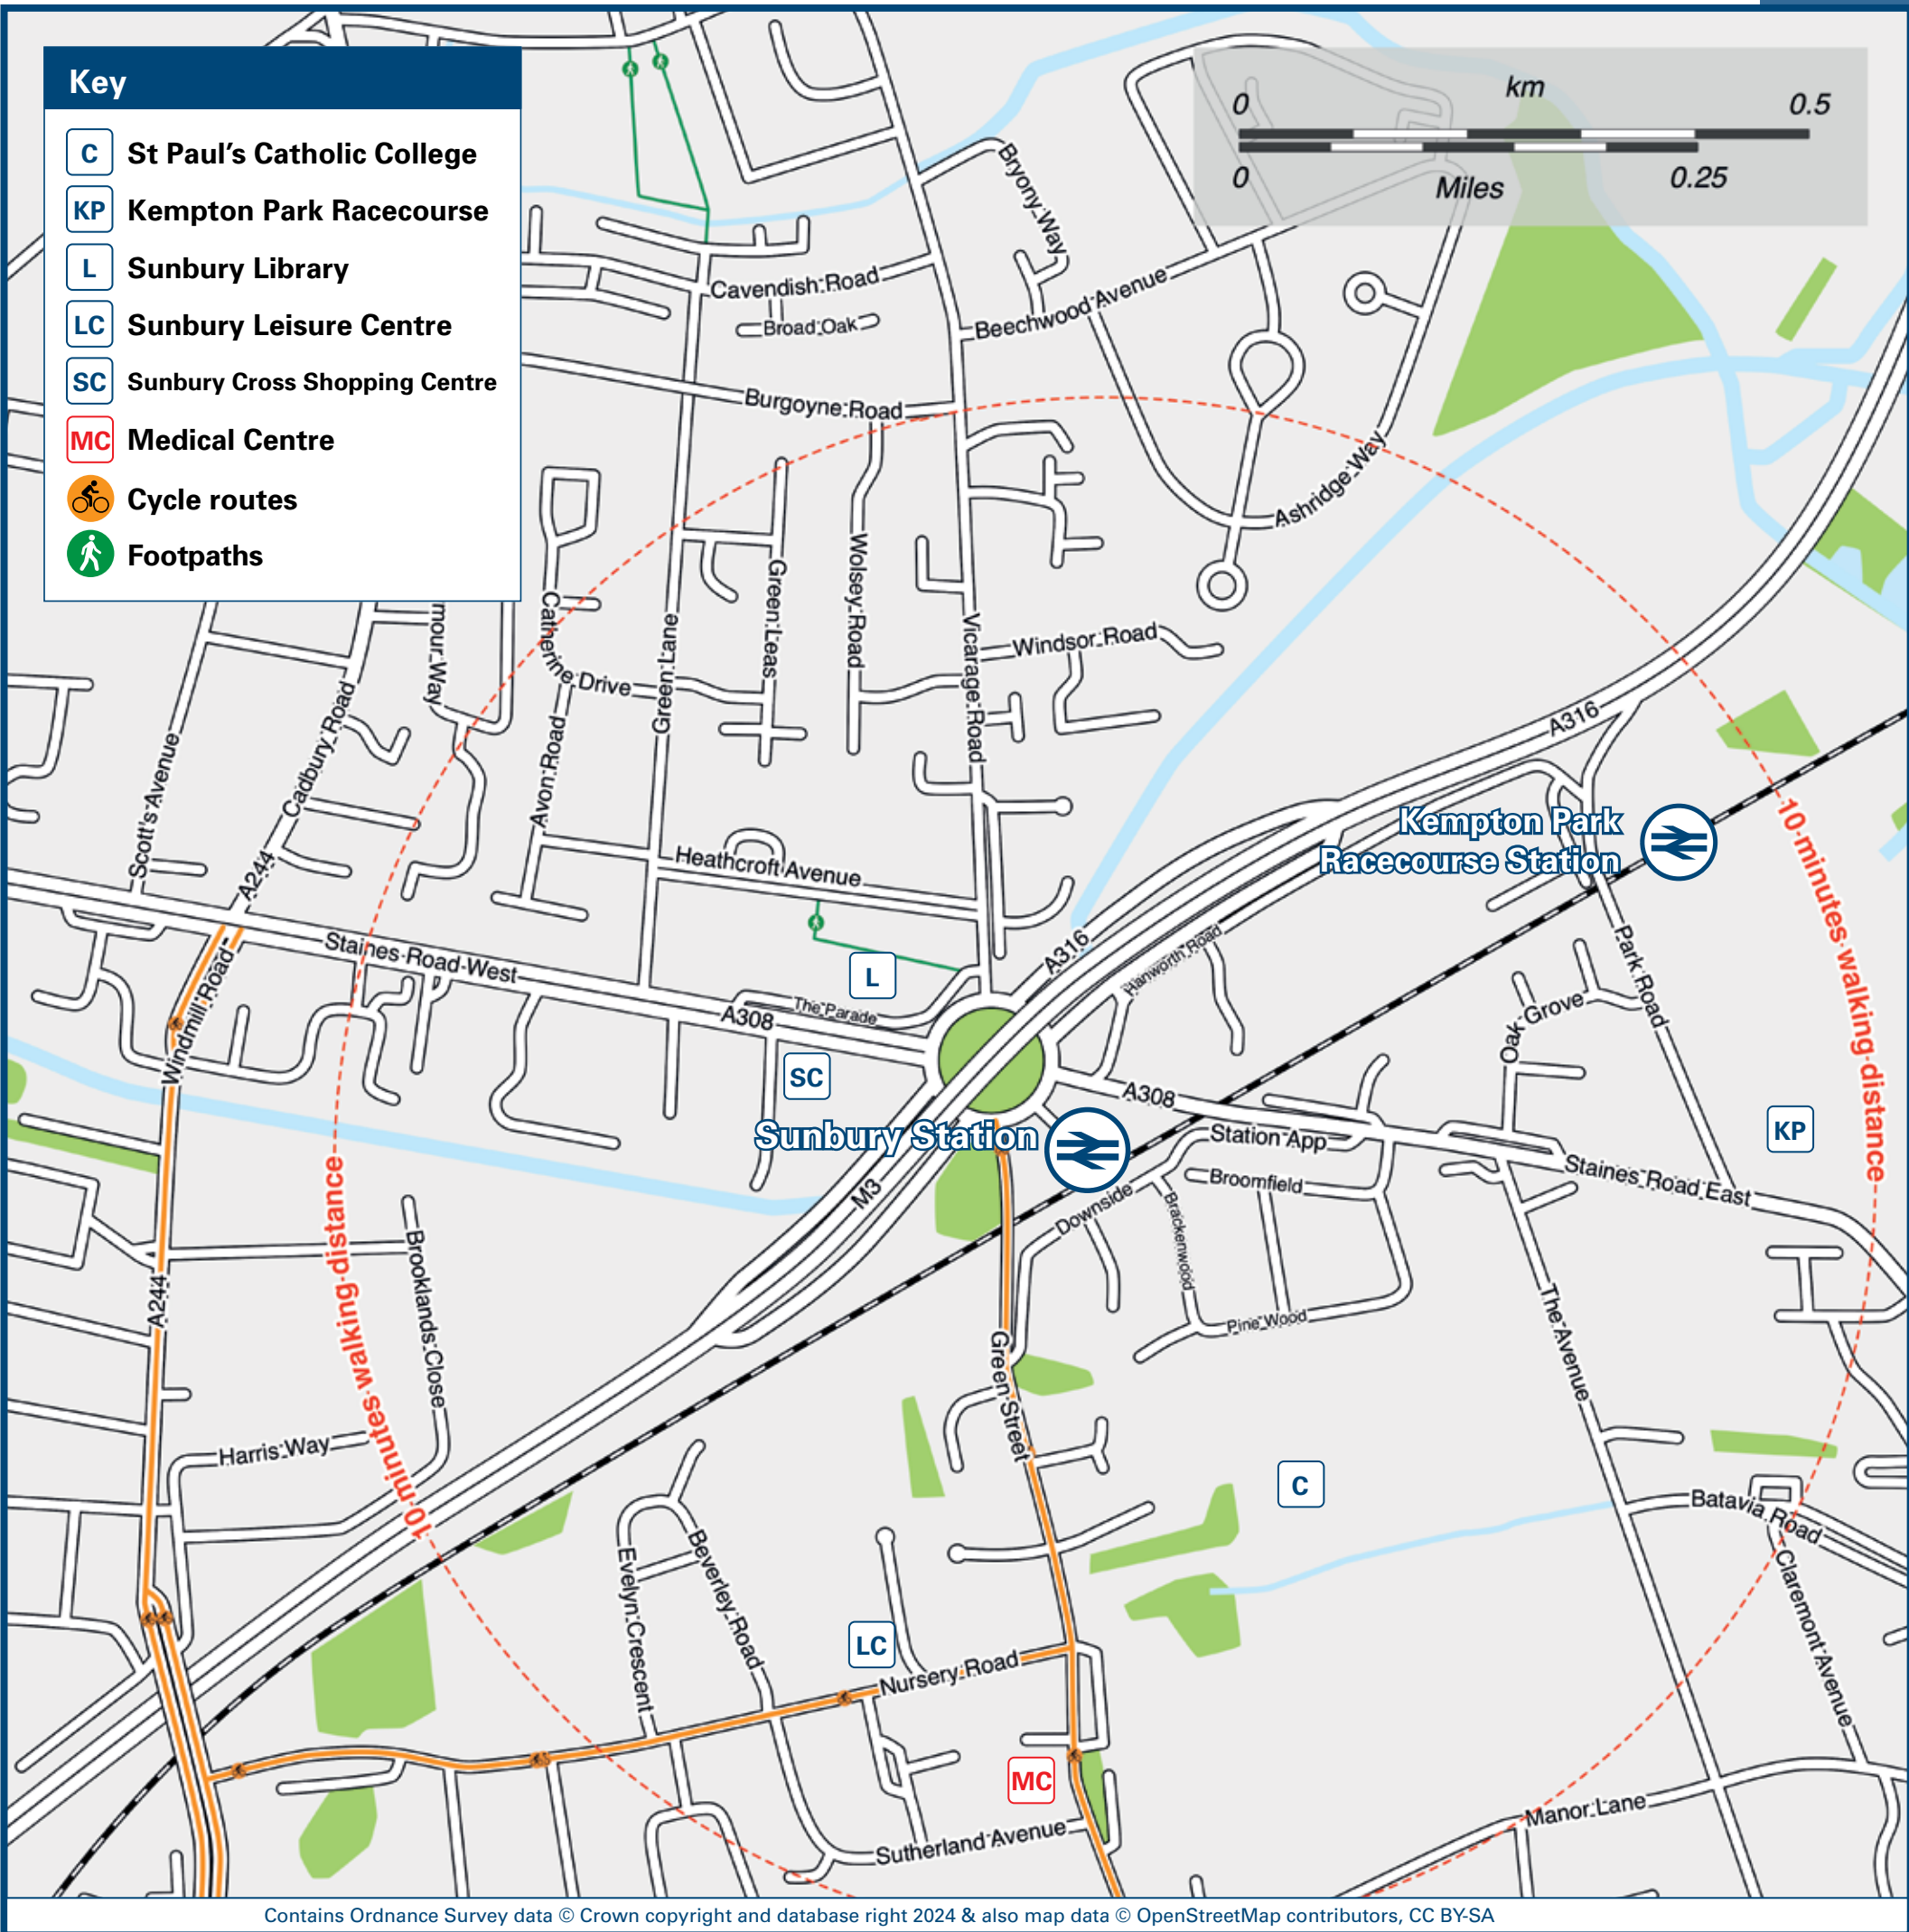 Key
C St Paul's Catholic College
KP Kempton Park Racecourse
L Sunbury Library
LC Sunbury Leisure Centre
SC Sunbury Cross Shopping Centre
MC Medical Centre
Cycle routes
Footpaths
km
0 0.5
0 0.25
Miles
Bryony Way
Cavendish Road
Broad Oak
Beechwood Avenue
Burgoyne Road
Ashridge Way
Catherine Drive
Green Lane
Green Leas
Wolsey Road
Vicarage Road
Windsor Road
mour Way
Scott's Avenue
Cadbury Road
Avon Road
A316
A244
Heathcroft Avenue
Kempton Park
Racecourse Station
10 minutes walking distance
Staines Road West
L
The Parade
A308
A316
Hanworth Road
Park Road
Oak Grove
Windmill Road
SC
A308
KP
Sunbury Station
Station App
Staines Road East
Broomfield
Downside
Brackenwood
M3
10 minutes walking distance
Brooklands Close
A244
Pine Wood
The Avenue
Green Street
Harris Way
C
Batavia Road
Claremont Avenue
Evelyn Crescent
Beverley Road
LC
Nursery Road
MC
Sutherland Avenue
Manor Lane
Contains Ordnance Survey data © Crown copyright and database right 2024 & also map data © OpenStreetMap contributors, CC BY-SA